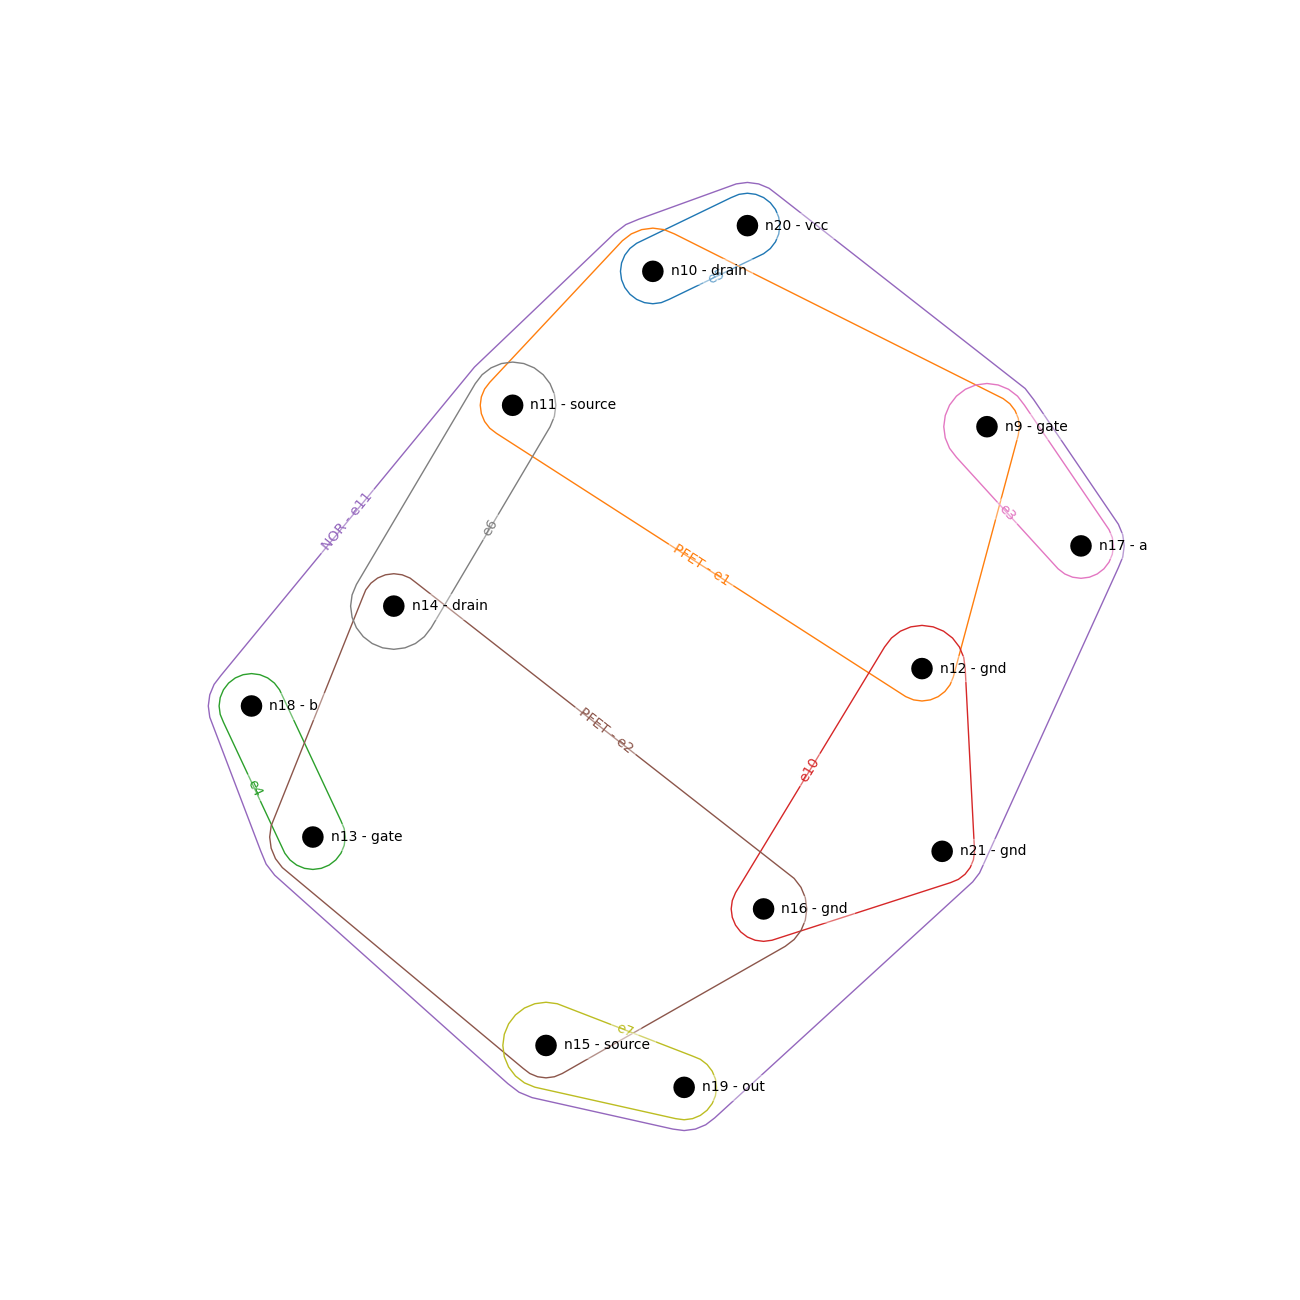 n20 - vcc
n10 - drain
n11 - source
n9 - gate
e3
NOR - e11
e6
n17 - a
PFET - e1
n14 - drain
n12 - gnd
n18 - b
PFET - e2
e10
e4
n13 - gate
n21 - gnd
n16 - gnd
e7
n15 - source
n19 - out